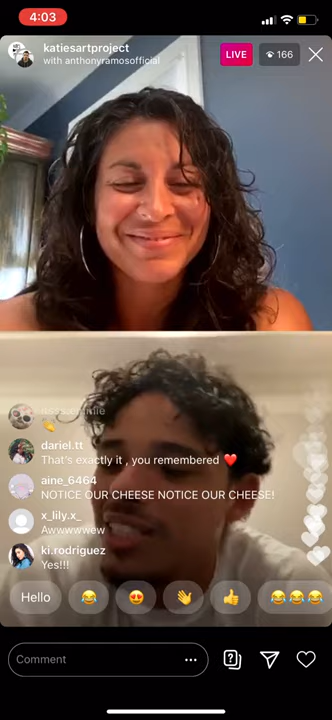 4:03
katiesartproject
with anthonyramosofficial
LIVE
166
dariel.tt
That's exactly it , you remembered ❤️
aine_6464
NOTICE OUR CHEESE NOTICE OUR CHEESE!
x_lily.x_
Awwwwwew
ki.rodriguez
Yes!!!
Hello
Comment